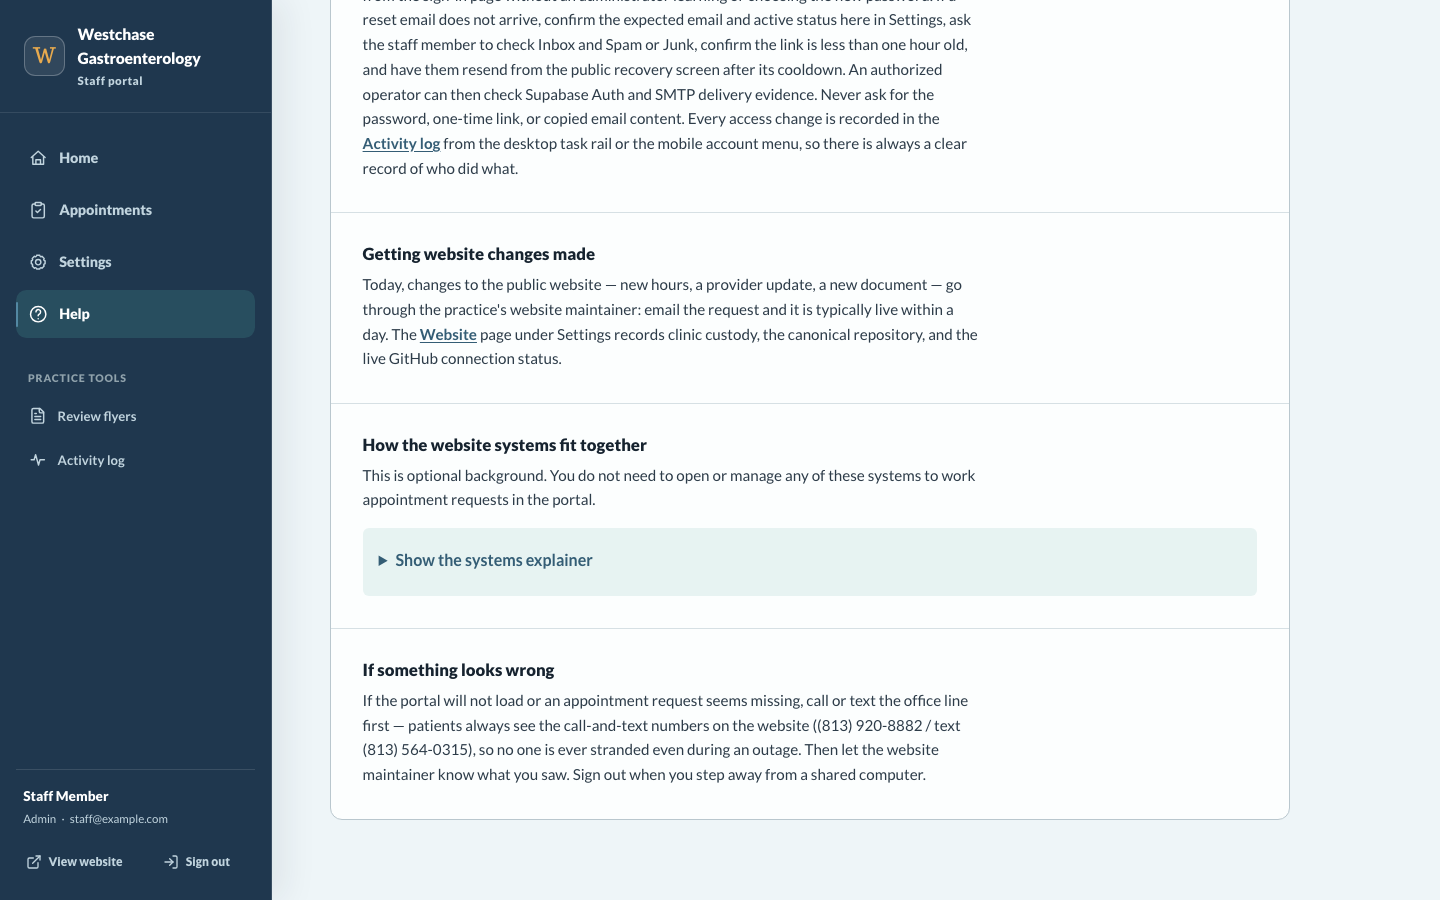 W
Westchase
Gastroenterology
Staff portal
Home
Appointments
Settings
Help
PRACTICE TOOLS
Review flyers
Activity log
Staff Member
Admin · staff@example.com
View website
Sign out
reset email does not arrive, confirm the expected email and active status here in Settings, ask
the staff member to check Inbox and Spam or Junk, confirm the link is less than one hour old,
and have them resend from the public recovery screen after its cooldown. An authorized
operator can then check Supabase Auth and SMTP delivery evidence. Never ask for the
password, one-time link, or copied email content. Every access change is recorded in the
Activity log from the desktop task rail or the mobile account menu, so there is always a clear
record of who did what.
Getting website changes made
Today, changes to the public website — new hours, a provider update, a new document — go
through the practice's website maintainer: email the request and it is typically live within a
day. The Website page under Settings records clinic custody, the canonical repository, and the
live GitHub connection status.
How the website systems fit together
This is optional background. You do not need to open or manage any of these systems to work
appointment requests in the portal.
▶ Show the systems explainer
If something looks wrong
If the portal will not load or an appointment request seems missing, call or text the office line
first — patients always see the call-and-text numbers on the website ((813) 920-8882 / text
(813) 564-0315), so no one is ever stranded even during an outage. Then let the website
maintainer know what you saw. Sign out when you step away from a shared computer.